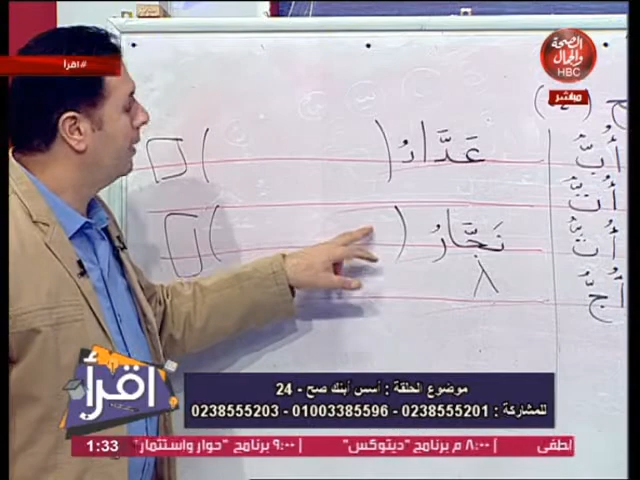 الصحة
والجمال
HBC
مباشر
#اقرأ
عَدَّادُ ( )
نَجَّارُ ( )
٨
أُبُّ
أُتُّ
أُثُّ
أُجُّ
اقرأ
موضوع الحلقة : أسس أبنك صح - 24
للمشاركة : 0238555201 - 01003385596 - 0238555203
1:33
٩:٠٠ برنامج "حوار واستثمار"
٨:٠٠ م برنامج "ديتوكس"